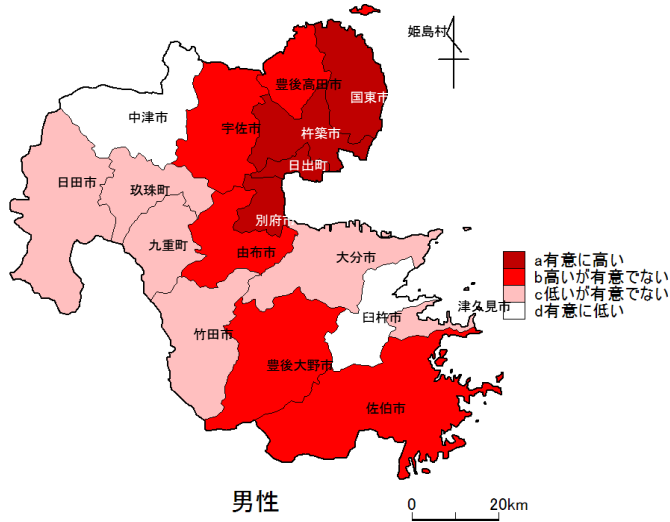 姫島村
豊後高田市
国東市
中津市
宇佐市
杵築市
日出町
日田市
玖珠町
別府市
九重町
由布市
大分市
a有意に高い
b高いが有意でない
c低いが有意でない
d有意に低い
津久見市
臼杵市
竹田市
豊後大野市
佐伯市
男性
0 20km